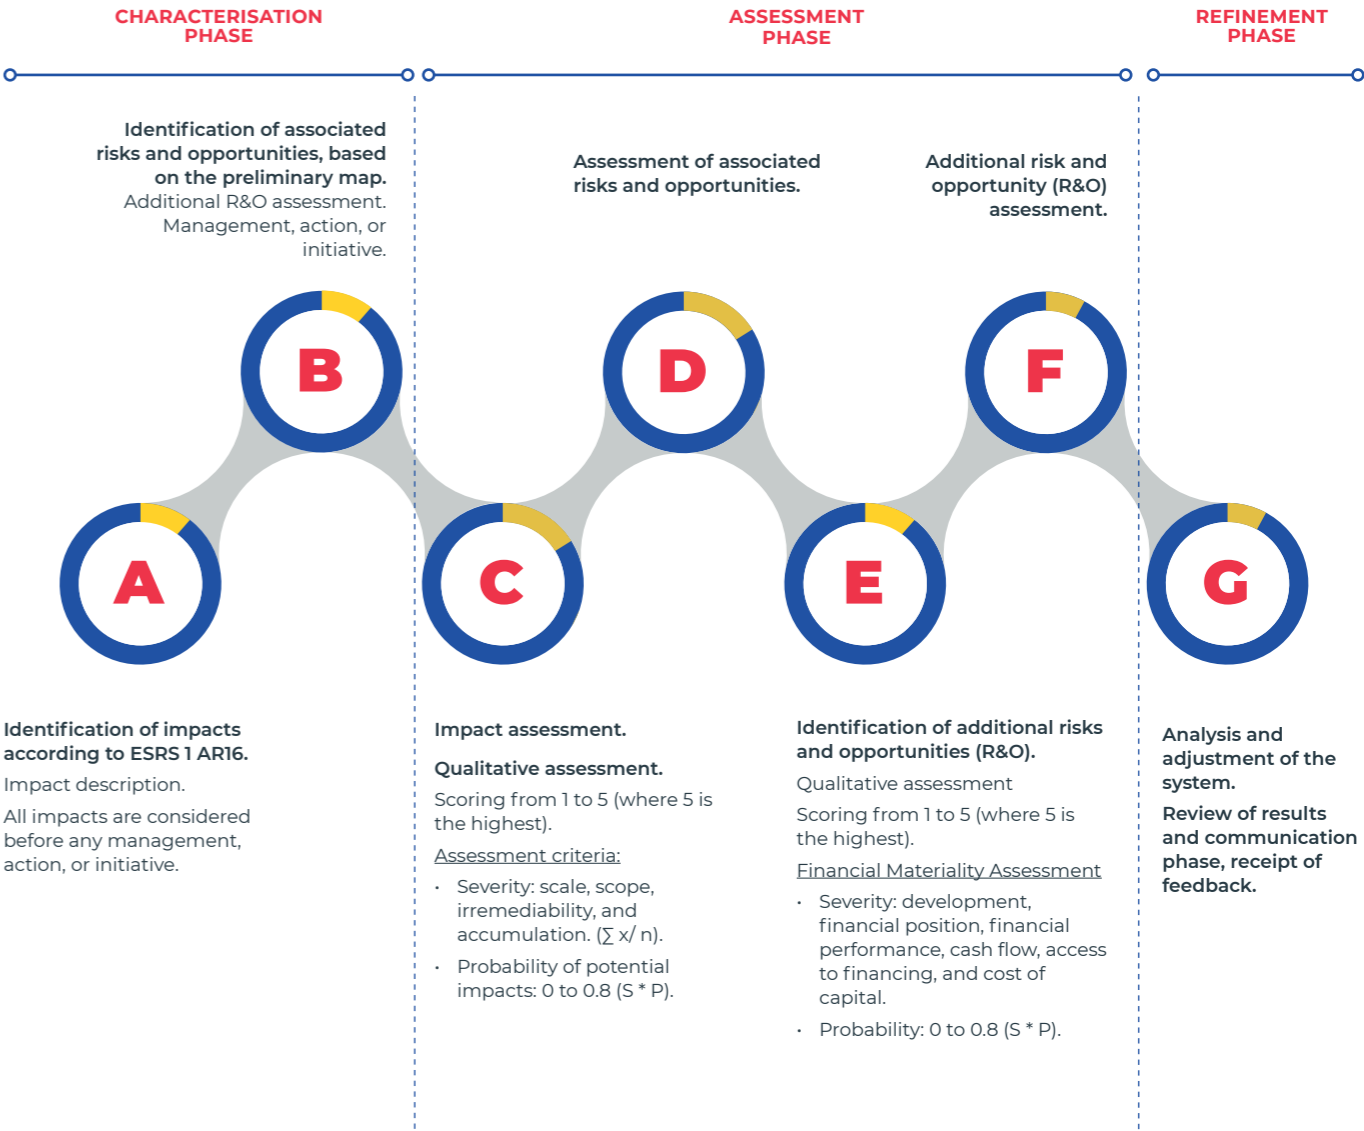 CHARACTERISATION
PHASE
ASSESSMENT
PHASE
REFINEMENT
PHASE
Identification of associated
risks and opportunities, based
on the preliminary map.
Additional R&O assessment.
Management, action, or
initiative.
Assessment of associated
risks and opportunities.
Additional risk and
opportunity (R&O)
assessment.
B
D
F
A
C
E
G
Identification of impacts
according to ESRS 1 AR16.
Impact description.
All impacts are considered
before any management,
action, or initiative.
Impact assessment.
Qualitative assessment.
Scoring from 1 to 5 (where 5 is
the highest).
Assessment criteria:
• Severity: scale, scope,
irremediability, and
accumulation. (∑ x/ n).
• Probability of potential
impacts: 0 to 0.8 (S * P).
Identification of additional risks
and opportunities (R&O).
Qualitative assessment
Scoring from 1 to 5 (where 5 is
the highest).
Financial Materiality Assessment
• Severity: development,
financial position, financial
performance, cash flow, access
to financing, and cost of
capital.
• Probability: 0 to 0.8 (S * P).
Analysis and
adjustment of the
system.
Review of results
and communication
phase, receipt of
feedback.